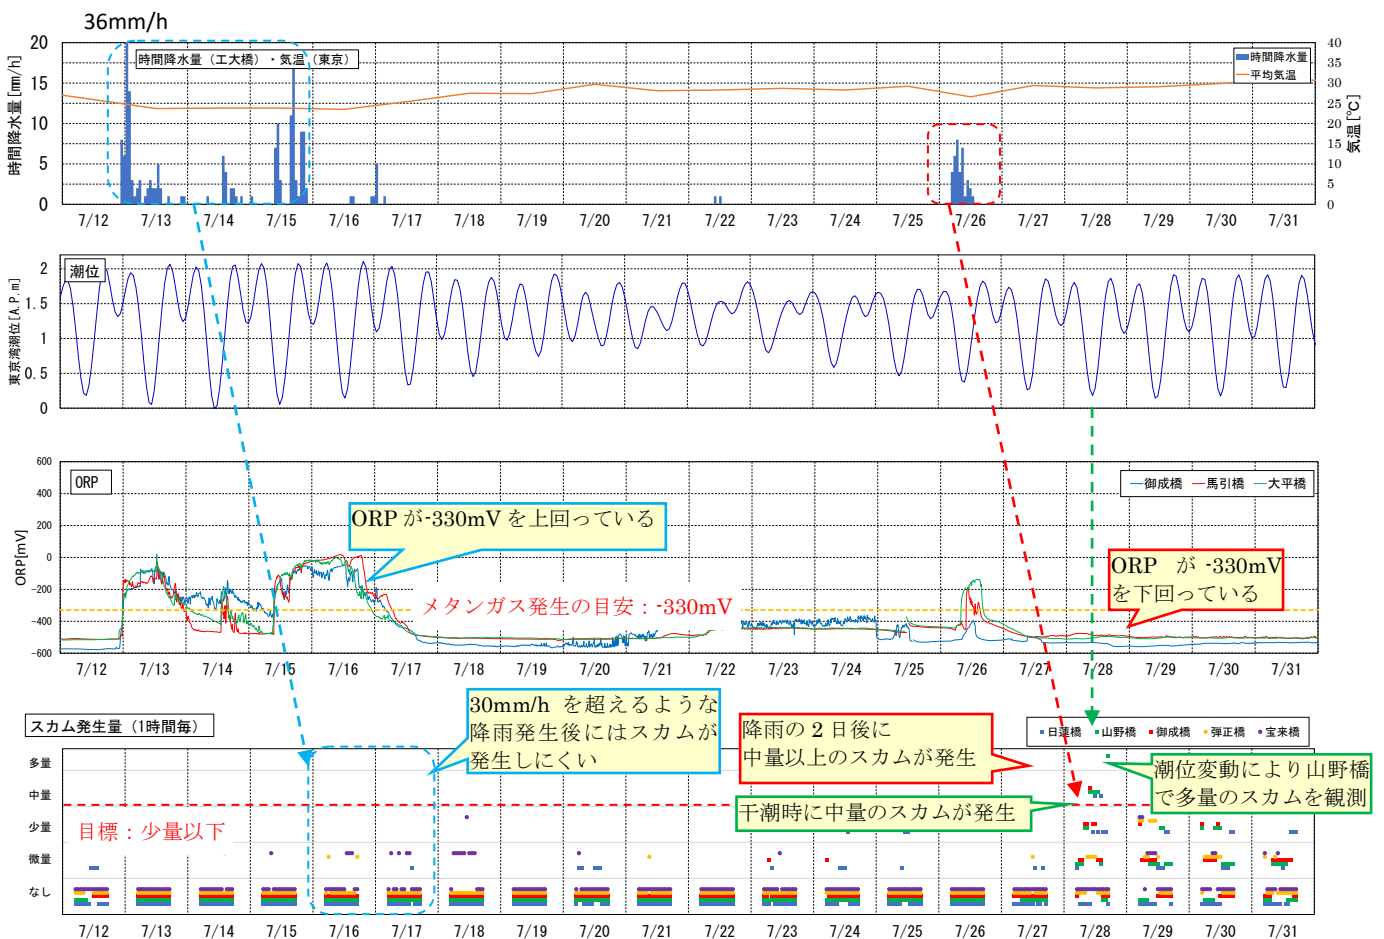 36mm/h
時間降水量（工大橋）・気温（東京）
時間降水量
平均気温
時間降水量 [mm/h]
20
15
10
5
0
気温[℃]
40
35
30
25
20
15
10
5
0
7/12 7/13 7/14 7/15 7/16 7/17 7/18 7/19 7/20 7/21 7/22 7/23 7/24 7/25 7/26 7/27 7/28 7/29 7/30 7/31
潮位
東京湾潮位[A.P.m]
2
1.5
1
0.5
0
ORP
御成橋 馬引橋 大平橋
ORP[mV]
600
400
200
0
-200
-400
-600
ORP が-330mV を上回っている
メタンガス発生の目安：-330mV
ORP が -330mV
を下回っている
7/12 7/13 7/14 7/15 7/16 7/17 7/18 7/19 7/20 7/21 7/22 7/23 7/24 7/25 7/26 7/27 7/28 7/29 7/30 7/31
スカム発生量（1時間毎）
30mm/h を超えるような
降雨発生後にはスカムが
発生しにくい
降雨の 2 日後に
中量以上のスカムが発生
日蓮橋 山野橋 御成橋 弾正橋 宝来橋
潮位変動により山野橋
で多量のスカムを観測
干潮時に中量のスカムが発生
目標：少量以下
多量
中量
少量
微量
なし
7/12 7/13 7/14 7/15 7/16 7/17 7/18 7/19 7/20 7/21 7/22 7/23 7/24 7/25 7/26 7/27 7/28 7/29 7/30 7/31